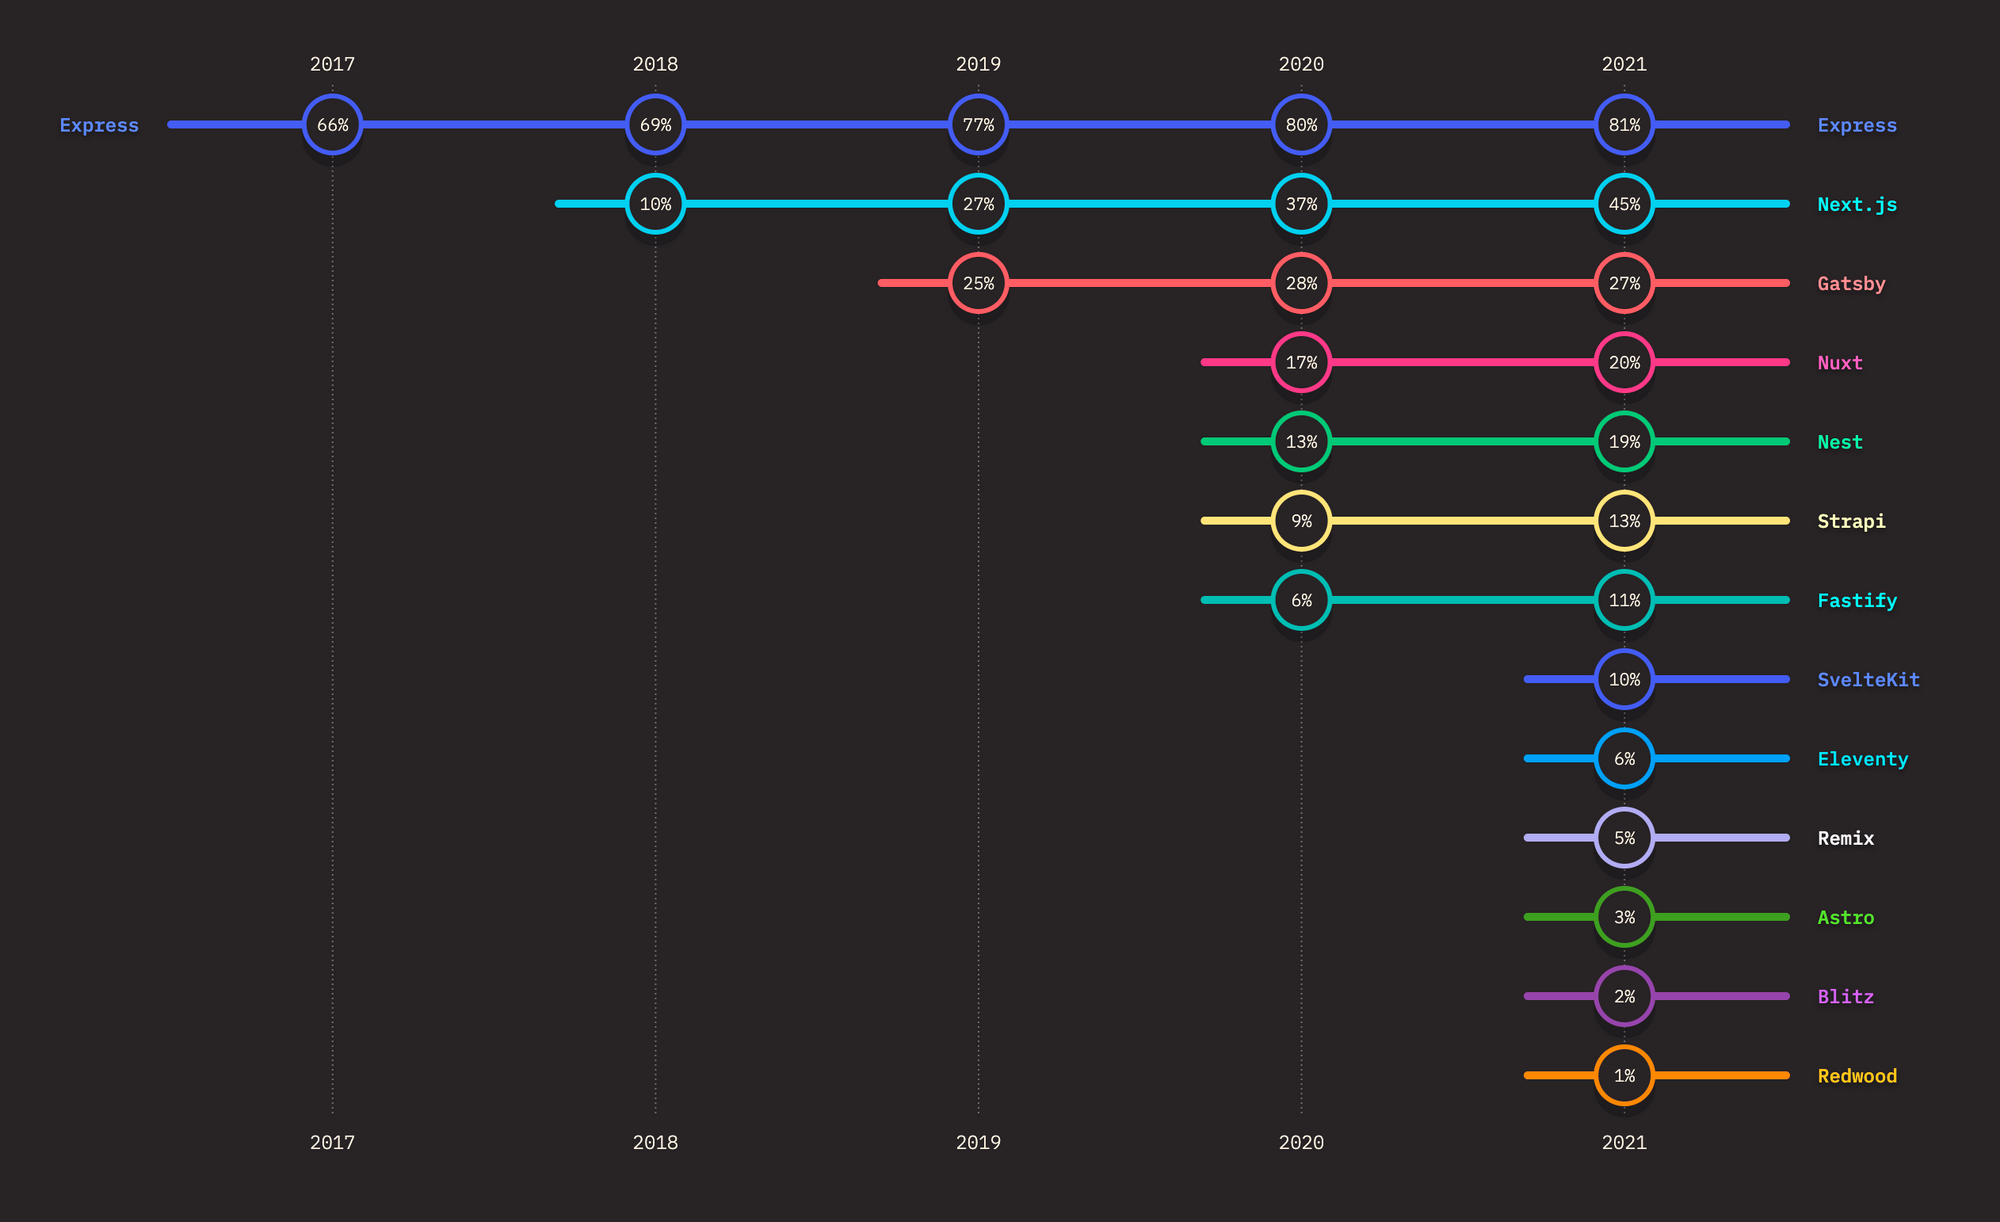 2017 2018 2019 2020 2021
Express 66% 69% 77% 80% 81% Express
10% 27% 37% 45% Next.js
25% 28% 27% Gatsby
17% 20% Nuxt
13% 19% Nest
9% 13% Strapi
6% 11% Fastify
10% SvelteKit
6% Eleventy
5% Remix
3% Astro
2% Blitz
1% Redwood
2017 2018 2019 2020 2021